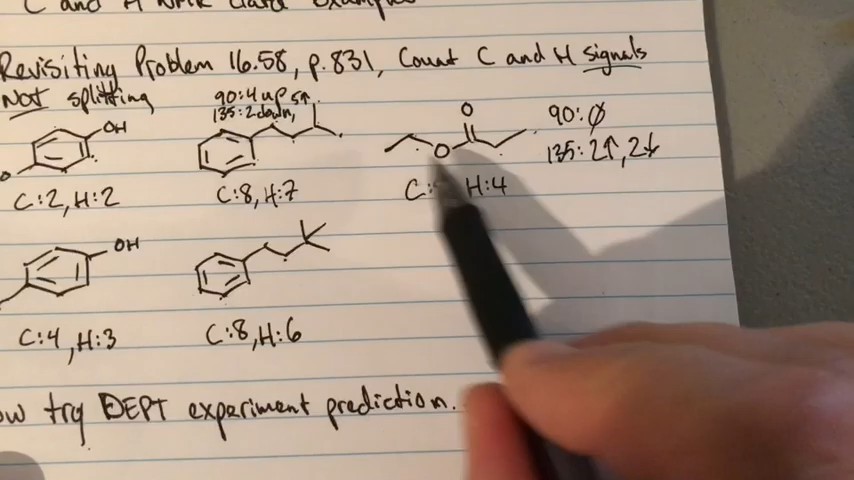 C and H NMR data examples
Revisiting Problem 16.58, p.831, Count C and H signals
NOT splitting
90:4 up
135:2 down, 5↑
OH
O
O
90: ∅
135: 2↑, 2↓
C:2, H:2
C:8, H:7
H:4
OH
C:4, H:3
C:8, H:6
ow try DEPT experiment prediction.